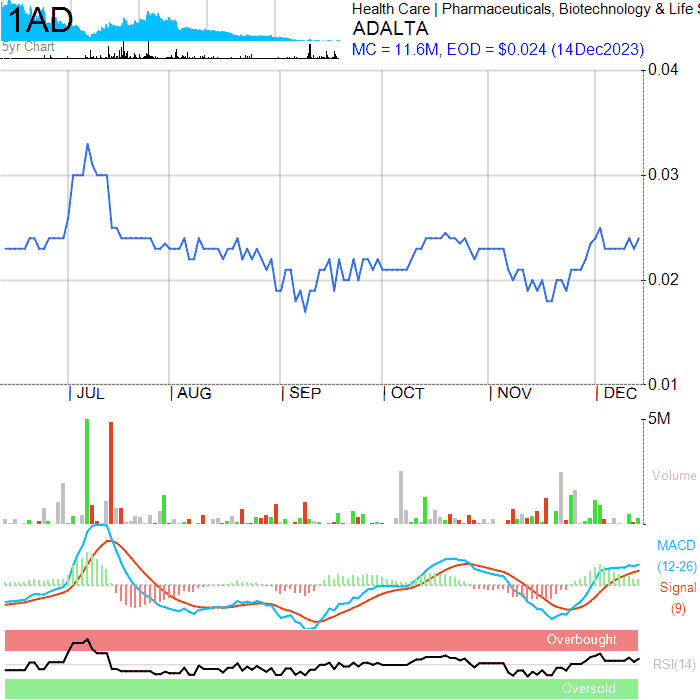 1AD
5yr Chart
Health Care | Pharmaceuticals, Biotechnology & Life S
ADALTA
MC = 11.6M, EOD = $0.024 (14Dec2023)
0.04
0.03
0.02
0.01
| JUL | AUG | SEP | OCT | NOV | DEC
5M
Volume
MACD
(12-26)
Signal
(9)
Overbought
RSI(14)
Oversold